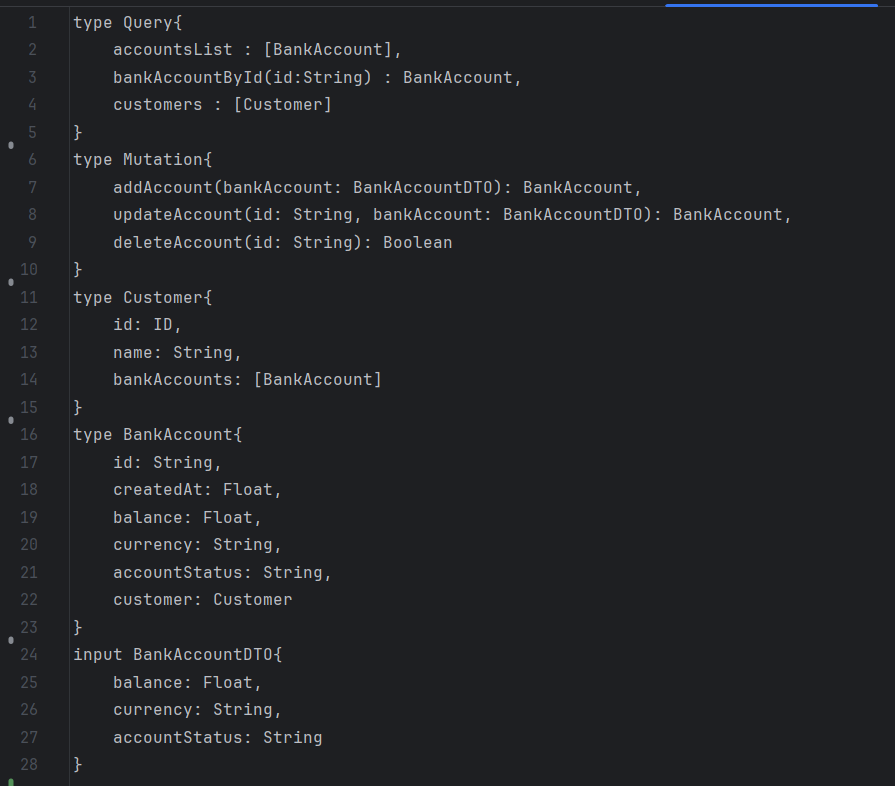 1 type Query{
2     accountsList : [BankAccount],
3     bankAccountById(id:String) : BankAccount,
4     customers : [Customer]
5 }
6 type Mutation{
7     addAccount(bankAccount: BankAccountDTO): BankAccount,
8     updateAccount(id: String, bankAccount: BankAccountDTO): BankAccount,
9     deleteAccount(id: String): Boolean
10 }
11 type Customer{
12     id: ID,
13     name: String,
14     bankAccounts: [BankAccount]
15 }
16 type BankAccount{
17     id: String,
18     createdAt: Float,
19     balance: Float,
20     currency: String,
21     accountStatus: String,
22     customer: Customer
23 }
24 input BankAccountDTO{
25     balance: Float,
26     currency: String,
27     accountStatus: String
28 }